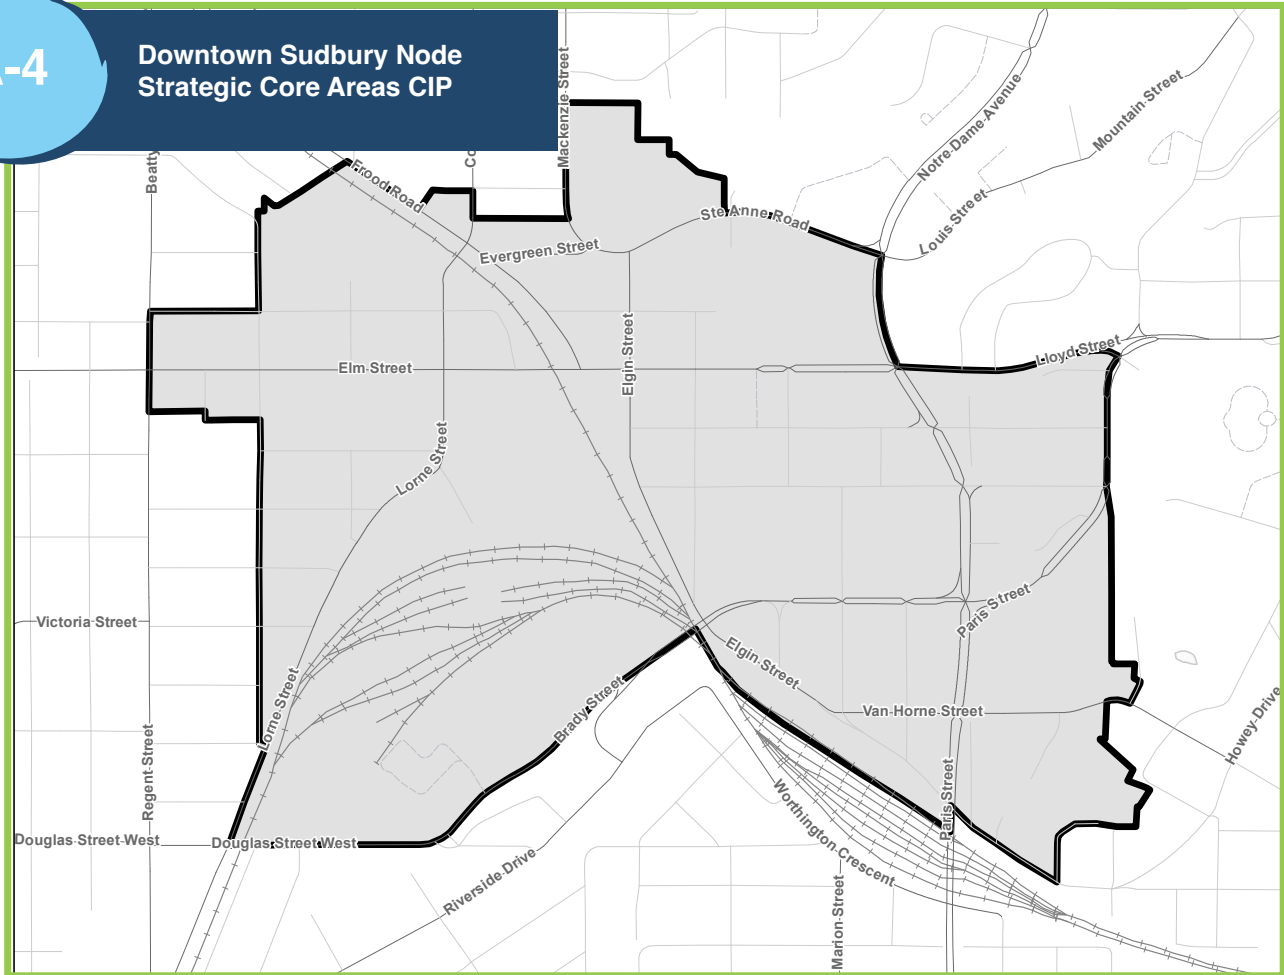 -4
Downtown Sudbury Node
Strategic Core Areas CIP
Mackenzie Street
Beatty
Co
Frood Road
Notre Dame Avenue
Mountain Street
Louis Street
Ste Anne Road
Evergreen Street
Elgin Street
Lloyd Street
Elm Street
Lorne Street
Victoria Street
Paris Street
Elgin Street
Lorne Street
Brady Street
Van Horne Street
Howey Drive
Regent Street
Paris Street
Worthington Crescent
Douglas Street West
Douglas Street West
Riverside Drive
Marion Street